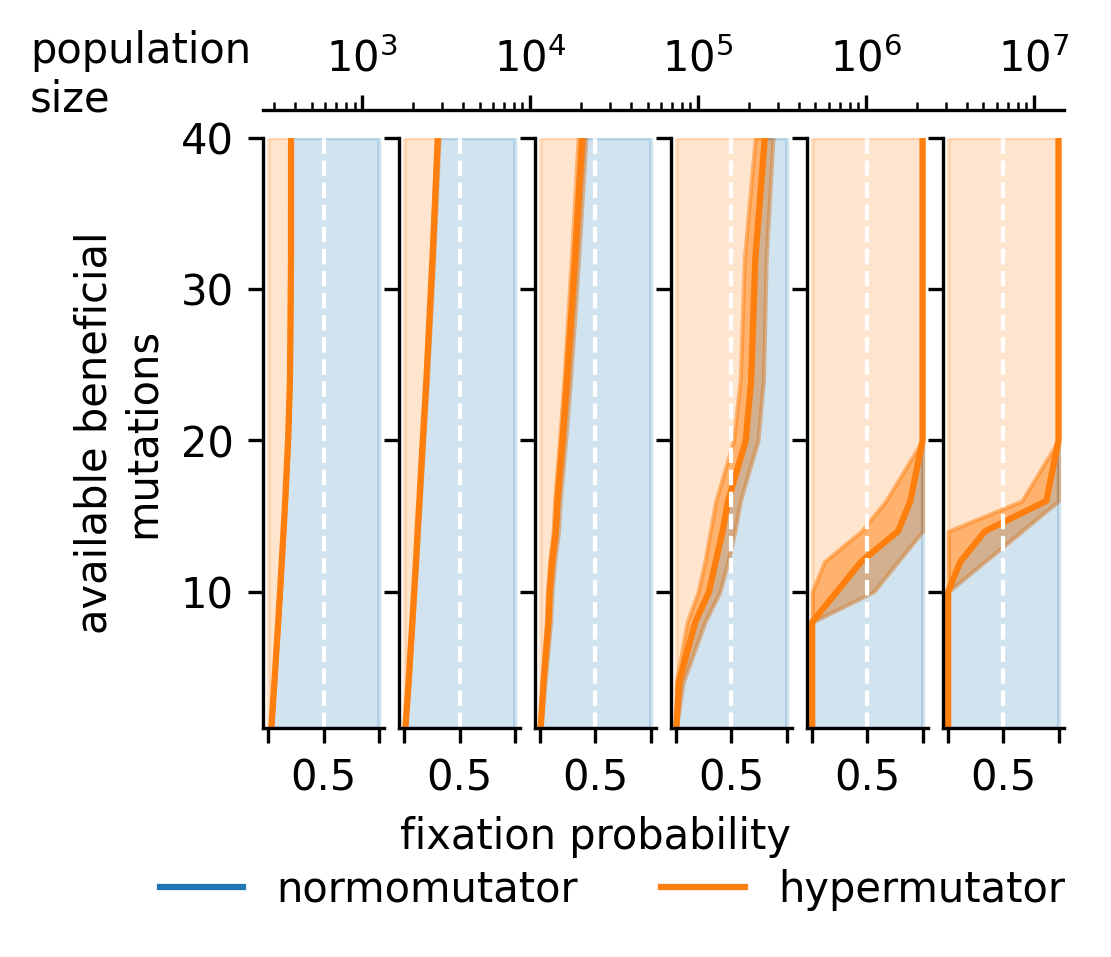 population
size
10³ 10⁴ 10⁵ 10⁶ 10⁷
40
30
20
10
available beneficial
mutations
0.5 0.5 0.5 0.5 0.5 0.5
fixation probability
normomutator hypermutator